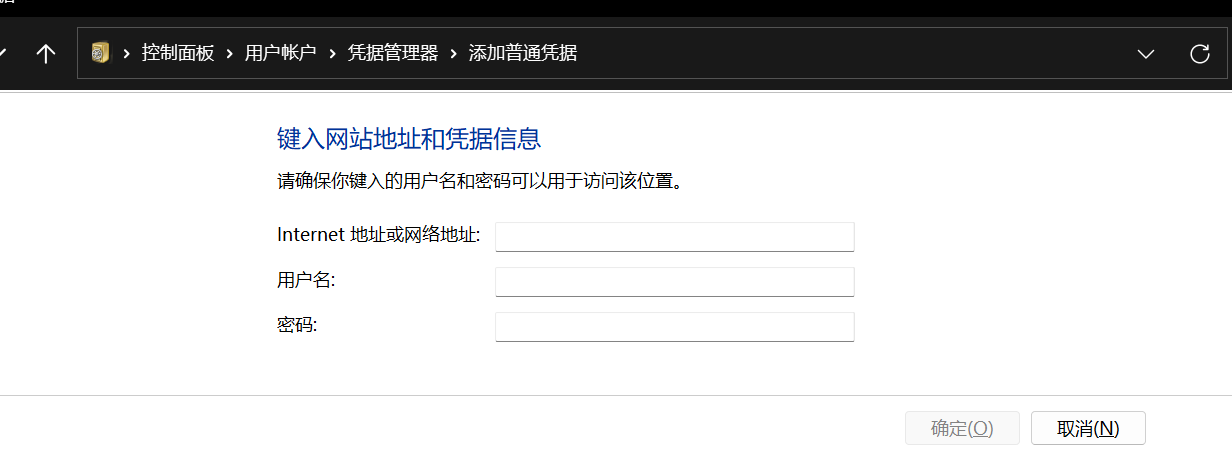 控制面板 › 用户帐户 › 凭据管理器 › 添加普通凭据
键入网站地址和凭据信息
请确保你键入的用户名和密码可以用于访问该位置。
Internet 地址或网络地址:
用户名:
密码:
确定(O) 取消(N)